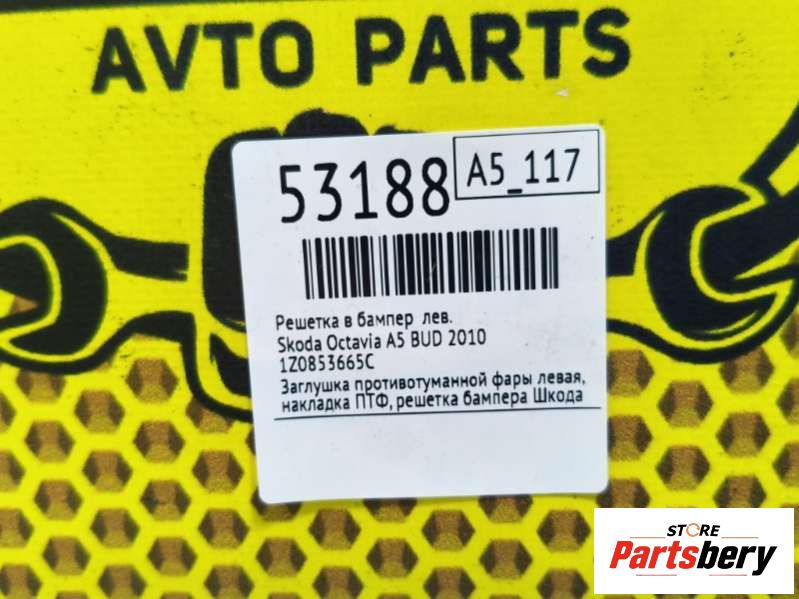 AVTO PARTS
53188
A5_117
Решетка в бампер лев.
Skoda Octavia A5 BUD 2010
1Z0853665C
Заглушка противотуманной фары левая,
накладка ПТФ, решетка бампера Шкода
STORE
Partsbery